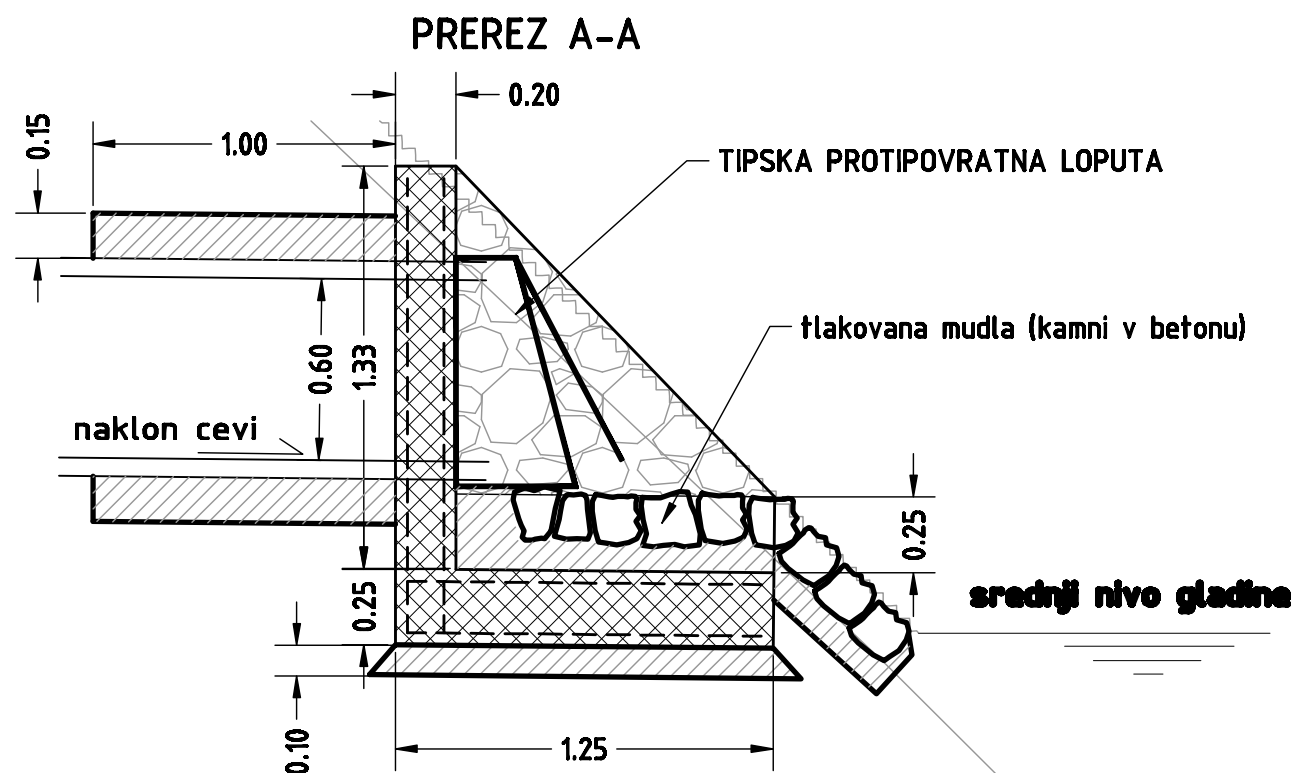 PREREZ A-A
0.20
0.15
1.00
TIPSKA PROTIPOVRATNA LOPUTA
tlakovana mudla (kamni v betonu)
0.60
1.33
naklon cevi
0.25
0.25
srednji nivo gladine
0.10
1.25